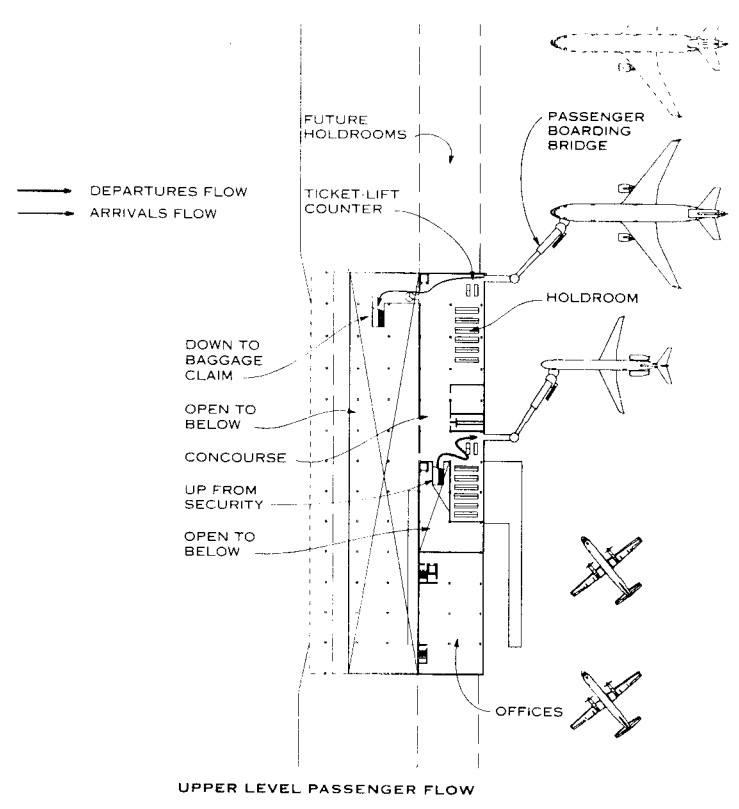 FUTURE
HOLDROOMS
PASSENGER
BOARDING
BRIDGE
DEPARTURES FLOW
ARRIVALS FLOW
TICKET-LIFT
COUNTER
HOLDROOM
DOWN TO
BAGGAGE
CLAIM
OPEN TO
BELOW
CONCOURSE
UP FROM
SECURITY
OPEN TO
BELOW
OFFICES
UPPER LEVEL PASSENGER FLOW